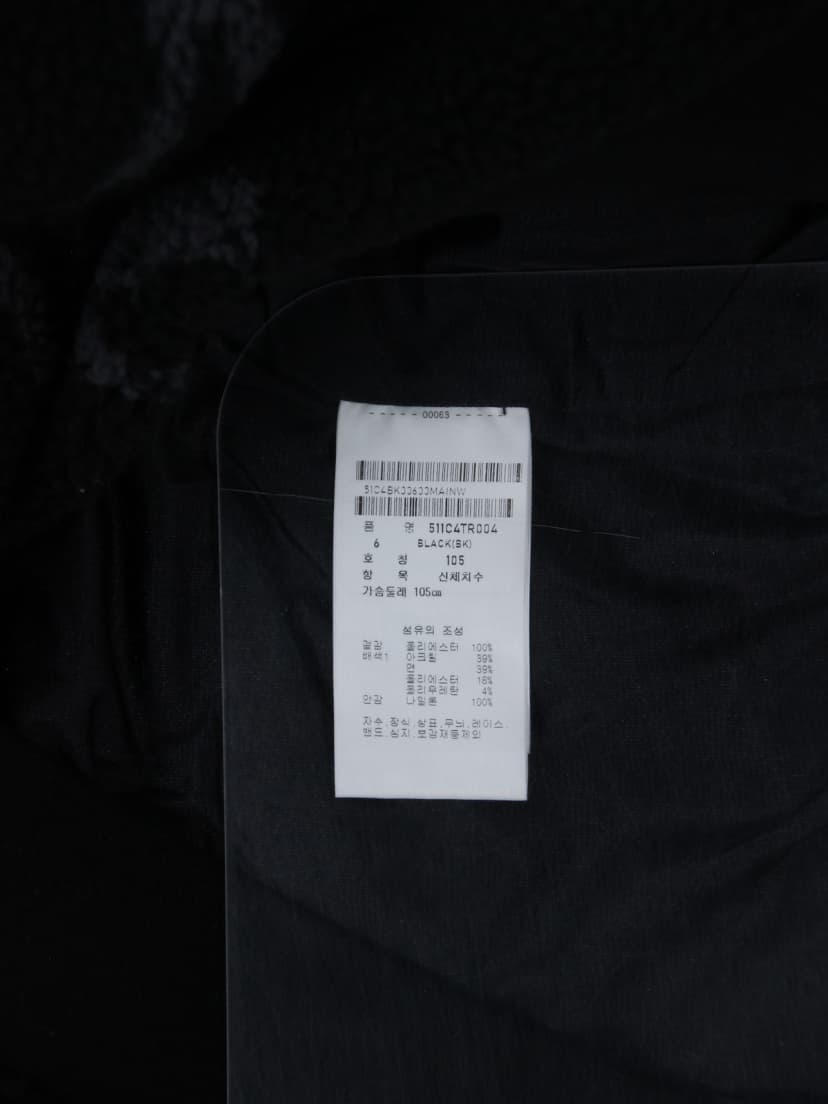 - - - - - 00063 - - - - -
51C4BK33633MAINW
품 명 511C4TR004
6 BLACK(BK)
호 칭 105
항 목 신체치수
가슴둘레 105㎝
섬유의 조성
겉감 폴리에스터 100%
배색1 아크릴 39%
면 39%
폴리에스터 18%
폴리우레탄 4%
안감 나일론 100%
자수,장식,상표,무늬,레이스,
밴드,심지,보강재등제외